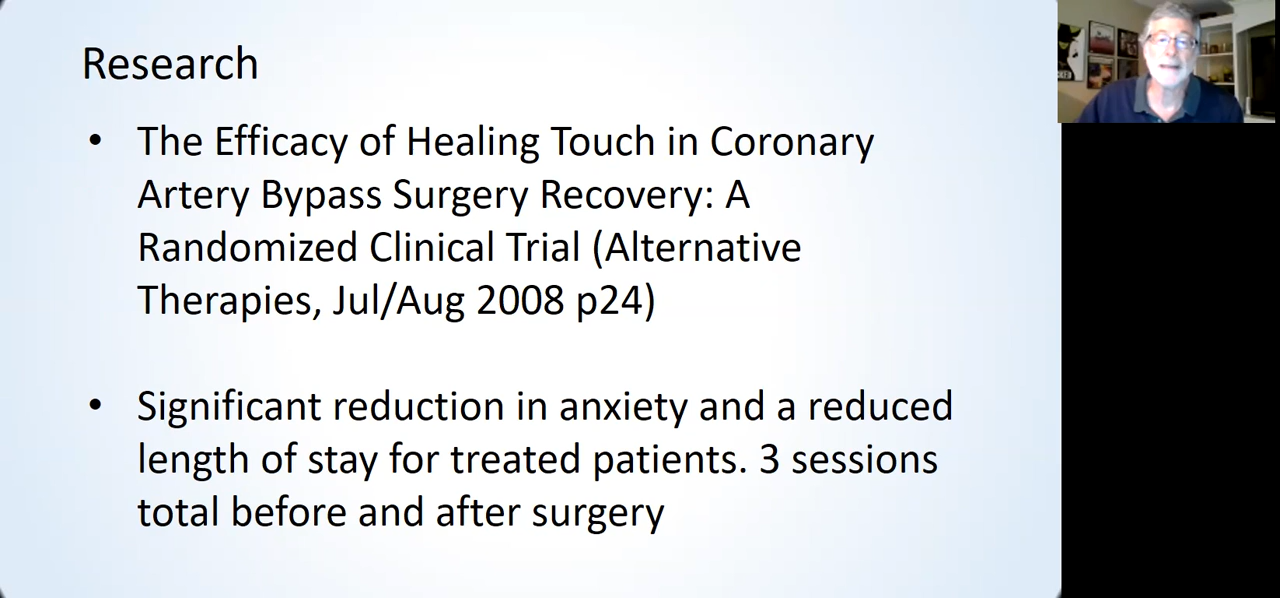 Research
• The Efficacy of Healing Touch in Coronary
Artery Bypass Surgery Recovery: A
Randomized Clinical Trial (Alternative
Therapies, Jul/Aug 2008 p24)
• Significant reduction in anxiety and a reduced
length of stay for treated patients. 3 sessions
total before and after surgery